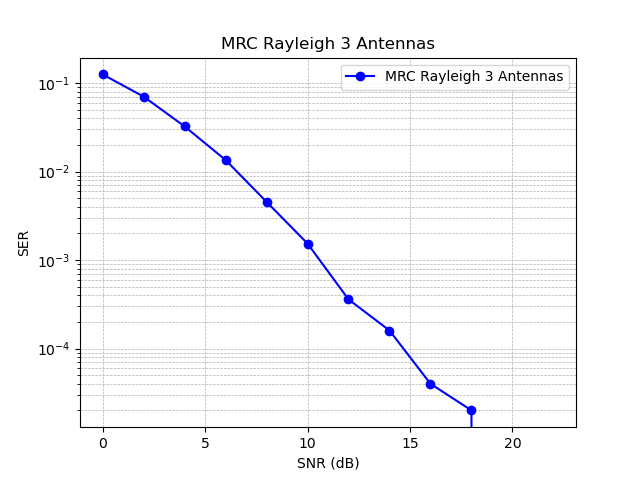 MRC Rayleigh 3 Antennas
MRC Rayleigh 3 Antennas
10⁻¹
10⁻²
10⁻³
10⁻⁴
SER
0 5 10 15 20
SNR (dB)